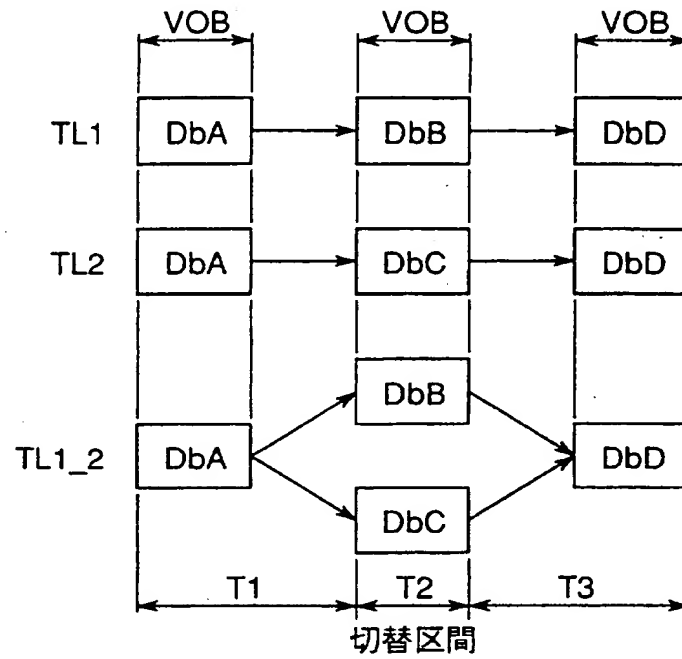 VOB VOB VOB
TL1 DbA DbB DbD
TL2 DbA DbC DbD
DbB
TL1_2 DbA DbD
DbC
T1 T2 T3
切替区間